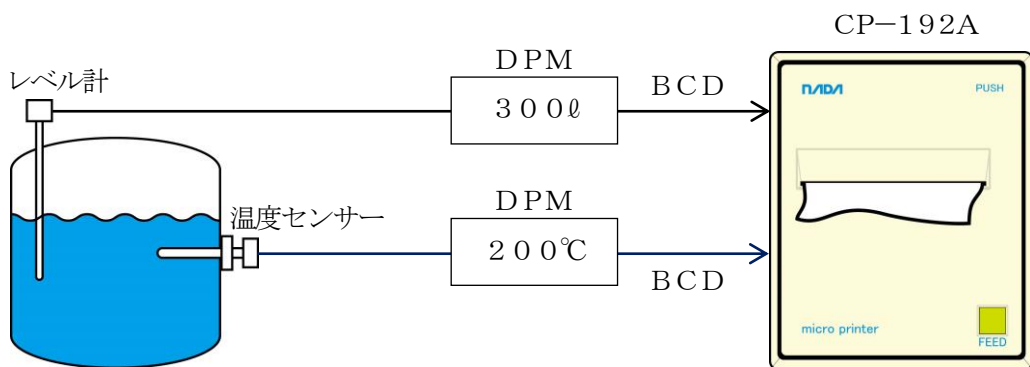 CP-192A
レベル計
DPM
300ℓ
BCD
NADA
PUSH
温度センサー
DPM
200℃
BCD
micro printer
FEED